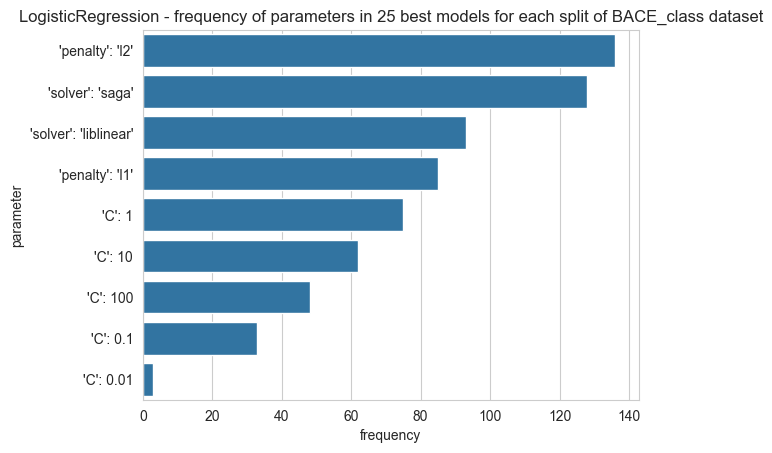 LogisticRegression - frequency of parameters in 25 best models for each split of BACE_class dataset
'penalty': 'l2'
'solver': 'saga'
'solver': 'liblinear'
'penalty': 'l1'
'C': 1
'C': 10
'C': 100
'C': 0.1
'C': 0.01
parameter
0 20 40 60 80 100 120 140
frequency